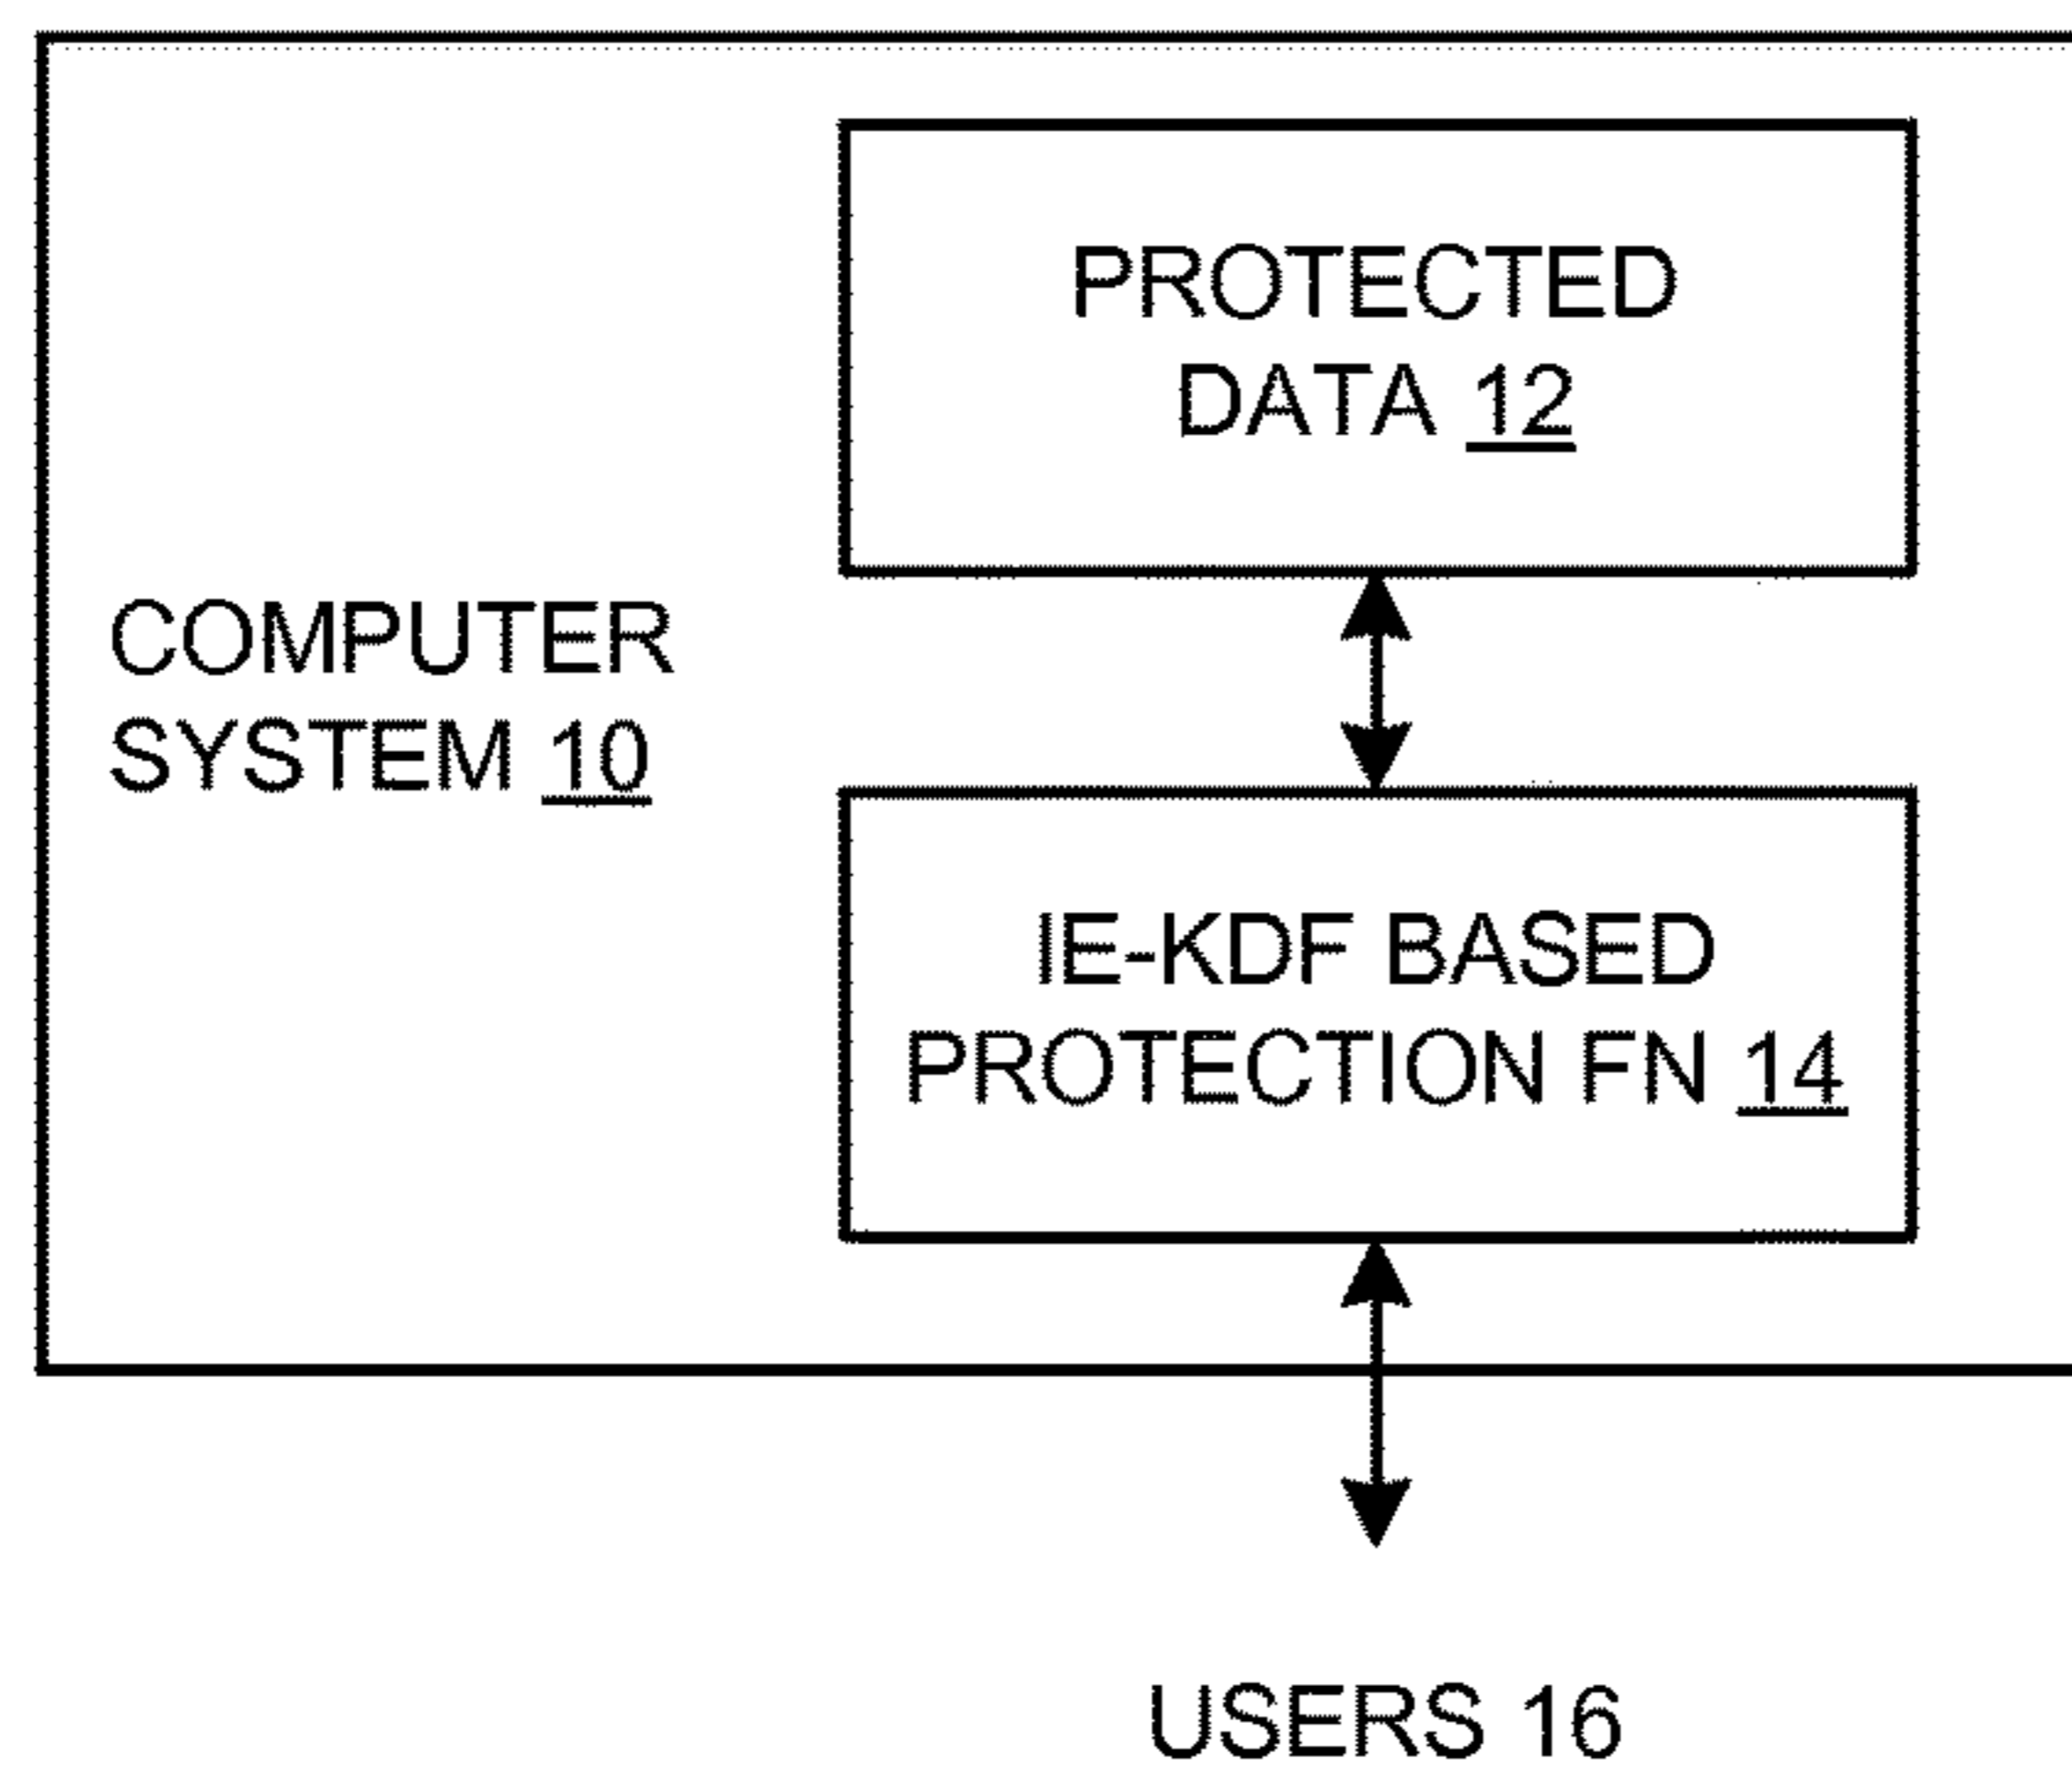 PROTECTED
DATA 12
COMPUTER
SYSTEM 10
IE-KDF BASED
PROTECTION FN 14
USERS 16